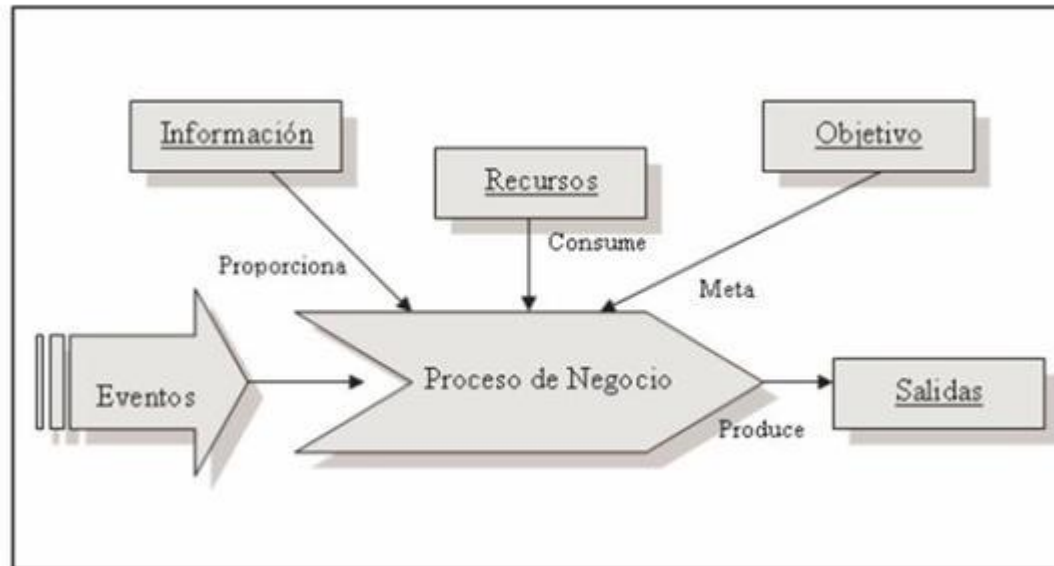 Información
Recursos
Objetivo
Consume
Proporciona
Meta
Eventos
Proceso de Negocio
Salidas
Produce